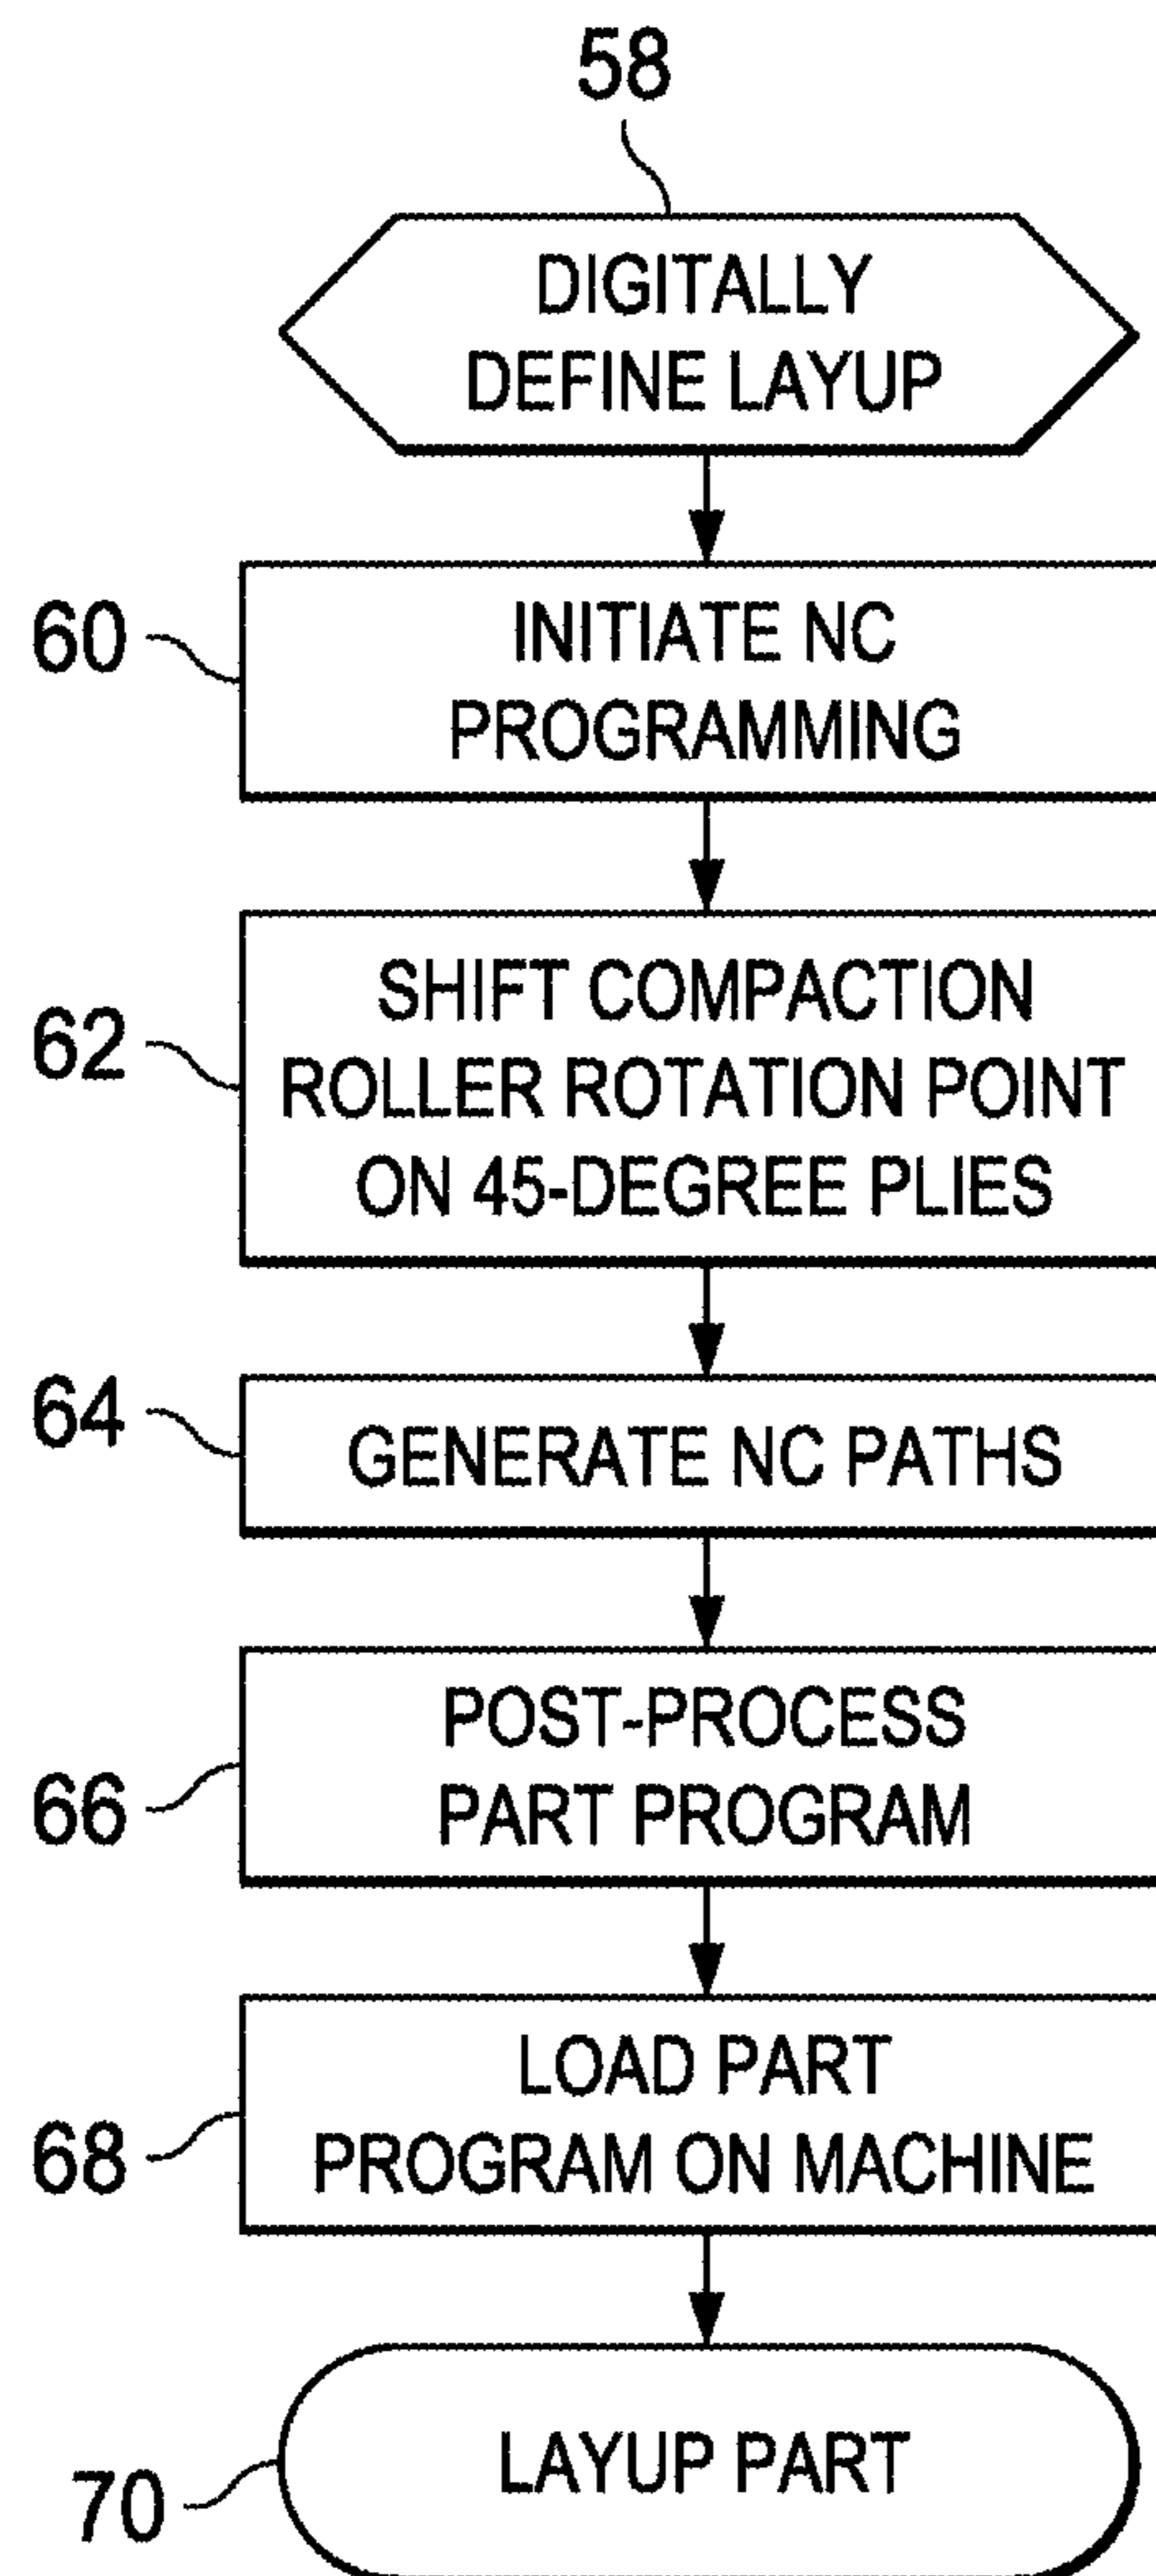 58
DIGITALLY
DEFINE LAYUP
60
INITIATE NC
PROGRAMMING
62
SHIFT COMPACTION
ROLLER ROTATION POINT
ON 45-DEGREE PLIES
64
GENERATE NC PATHS
66
POST-PROCESS
PART PROGRAM
68
LOAD PART
PROGRAM ON MACHINE
70
LAYUP PART